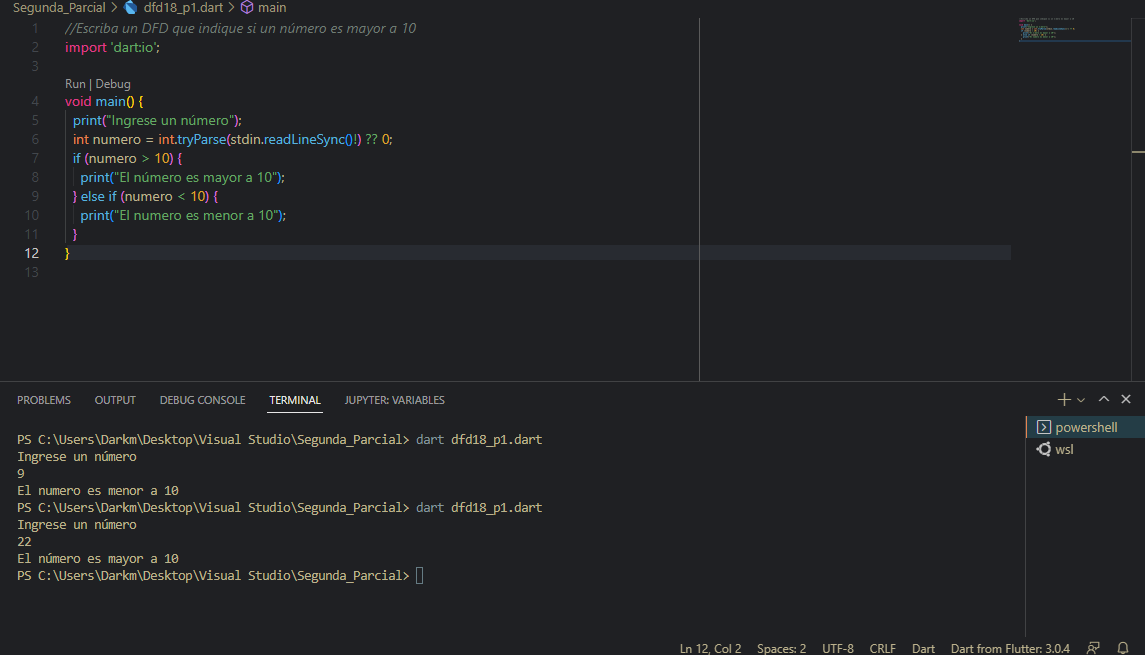 Segunda_Parcial > dfd18_p1.dart > main
1 //Escriba un DFD que indique si un número es mayor a 10
2 import 'dart:io';
3
Run | Debug
4 void main() {
5 print("Ingrese un número");
6 int numero = int.tryParse(stdin.readLineSync()!) ?? 0;
7 if (numero > 10) {
8 print("El número es mayor a 10");
9 } else if (numero < 10) {
10 print("El numero es menor a 10");
11 }
12 }
13
PROBLEMS OUTPUT DEBUG CONSOLE TERMINAL JUPYTER: VARIABLES
PS C:\Users\Darkm\Desktop\Visual Studio\Segunda_Parcial> dart dfd18_p1.dart
Ingrese un número
9
El numero es menor a 10
PS C:\Users\Darkm\Desktop\Visual Studio\Segunda_Parcial> dart dfd18_p1.dart
Ingrese un número
22
El número es mayor a 10
PS C:\Users\Darkm\Desktop\Visual Studio\Segunda_Parcial>
powershell
wsl
Ln 12, Col 2 Spaces: 2 UTF-8 CRLF Dart Dart from Flutter: 3.0.4